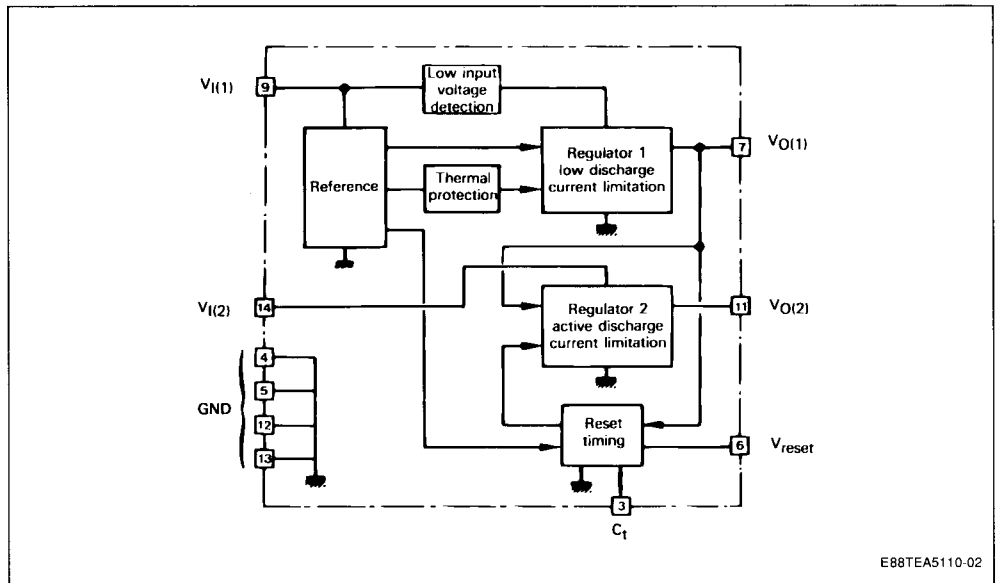 Low input
voltage
detection
V_I(1)
9
Regulator 1
low discharge
current limitation
7
V_O(1)
Reference
Thermal
protection
V_I(2)
14
Regulator 2
active discharge
current limitation
11
V_O(2)
4
5
GND
12
13
Reset
timing
6
V_reset
3
C_t
E88TEA5110-02